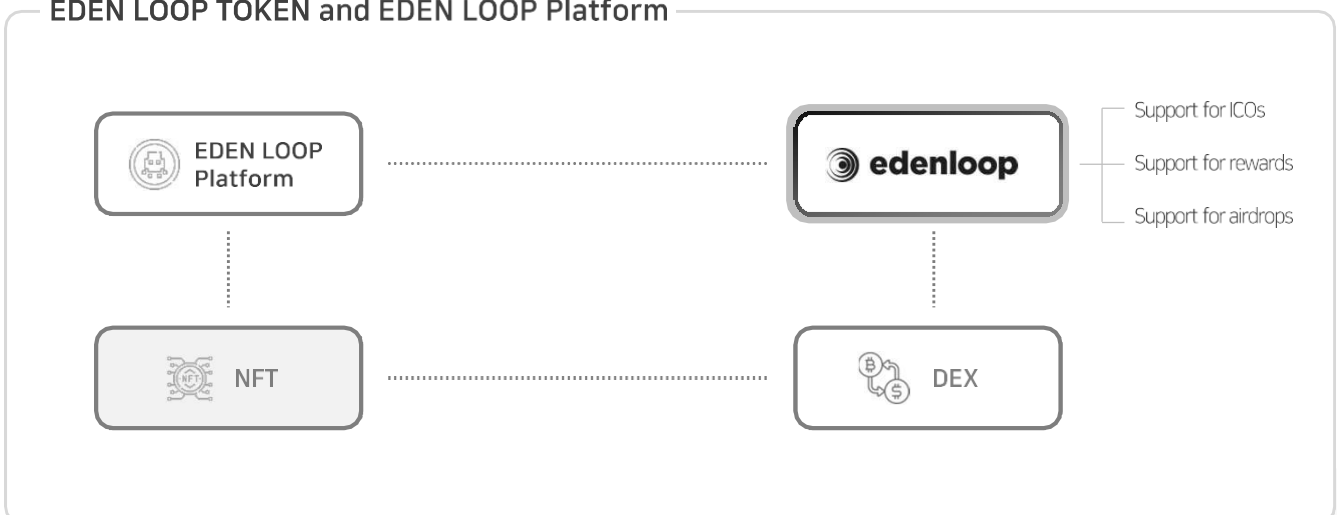 EDEN LOOP TOKEN and EDEN LOOP Platform
EDEN LOOP
Platform
edenloop
Support for ICOs
Support for rewards
Support for airdrops
NFT
NFT
DEX